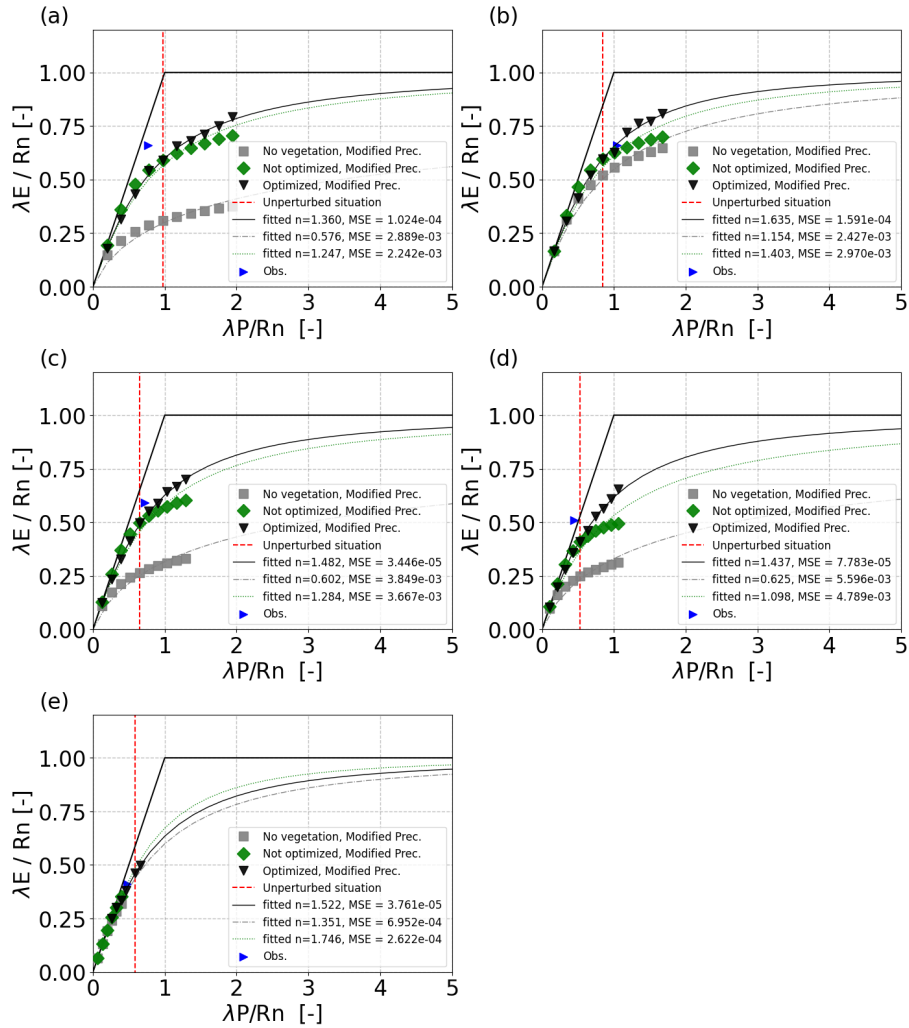 (a)
λE / Rn [-]
1.00
0.75
0.50
0.25
0.00
No vegetation, Modified Prec.
Not optimized, Modified Prec.
Optimized, Modified Prec.
Unperturbed situation
fitted n=1.360, MSE = 1.024e-04
fitted n=0.576, MSE = 2.889e-03
fitted n=1.247, MSE = 2.242e-03
Obs.
0 1 2 3 4 5
λP/Rn [-]
(b)
λE / Rn [-]
1.00
0.75
0.50
0.25
0.00
No vegetation, Modified Prec.
Not optimized, Modified Prec.
Optimized, Modified Prec.
Unperturbed situation
fitted n=1.635, MSE = 1.591e-04
fitted n=1.154, MSE = 2.427e-03
fitted n=1.403, MSE = 2.970e-03
Obs.
0 1 2 3 4 5
λP/Rn [-]
(c)
λE / Rn [-]
1.00
0.75
0.50
0.25
0.00
No vegetation, Modified Prec.
Not optimized, Modified Prec.
Optimized, Modified Prec.
Unperturbed situation
fitted n=1.482, MSE = 3.446e-05
fitted n=0.602, MSE = 3.849e-03
fitted n=1.284, MSE = 3.667e-03
Obs.
0 1 2 3 4 5
λP/Rn [-]
(d)
λE / Rn [-]
1.00
0.75
0.50
0.25
0.00
No vegetation, Modified Prec.
Not optimized, Modified Prec.
Optimized, Modified Prec.
Unperturbed situation
fitted n=1.437, MSE = 7.783e-05
fitted n=0.625, MSE = 5.596e-03
fitted n=1.098, MSE = 4.789e-03
Obs.
0 1 2 3 4 5
λP/Rn [-]
(e)
λE / Rn [-]
1.00
0.75
0.50
0.25
0.00
No vegetation, Modified Prec.
Not optimized, Modified Prec.
Optimized, Modified Prec.
Unperturbed situation
fitted n=1.522, MSE = 3.761e-05
fitted n=1.351, MSE = 6.952e-04
fitted n=1.746, MSE = 2.622e-04
Obs.
0 1 2 3 4 5
λP/Rn [-]